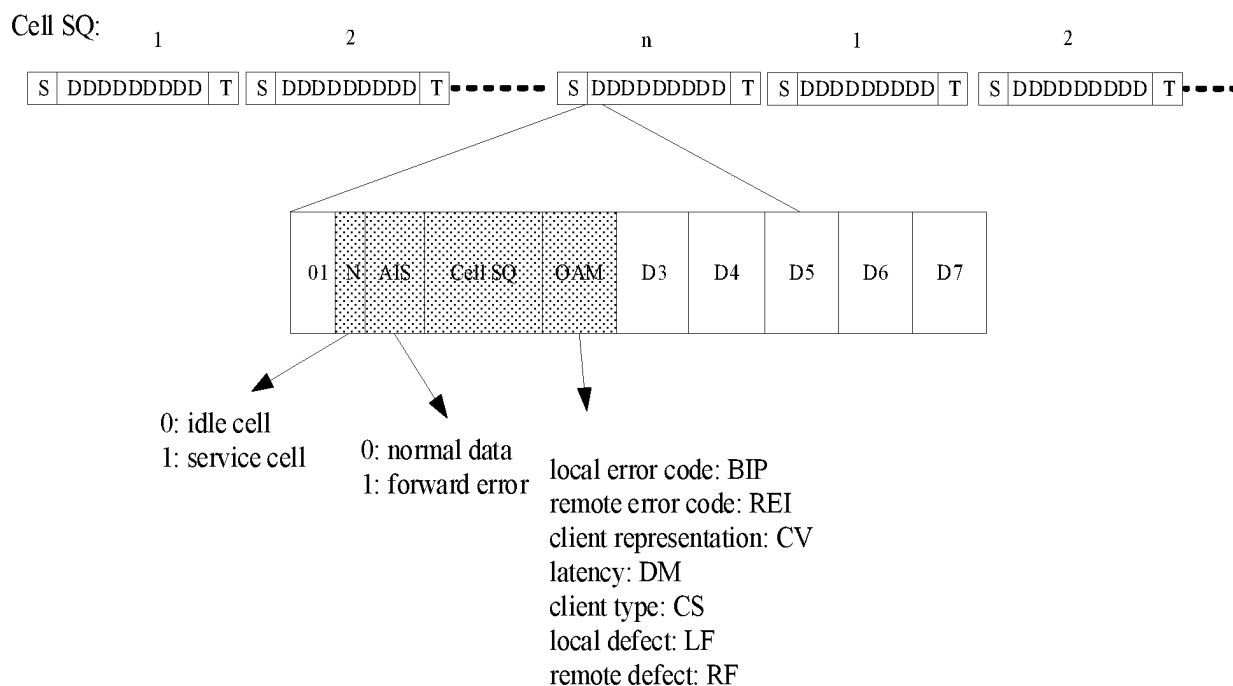 Cell SQ:
1 2 n 1 2
S DDDDDDDDD T S DDDDDDDDD T S DDDDDDDDD T S DDDDDDDDD T S DDDDDDDDD T
01 N AIS Cell SQ OAM D3 D4 D5 D6 D7
0: idle cell
1: service cell
0: normal data
1: forward error
local error code: BIP
remote error code: REI
client representation: CV
latency: DM
client type: CS
local defect: LF
remote defect: RF